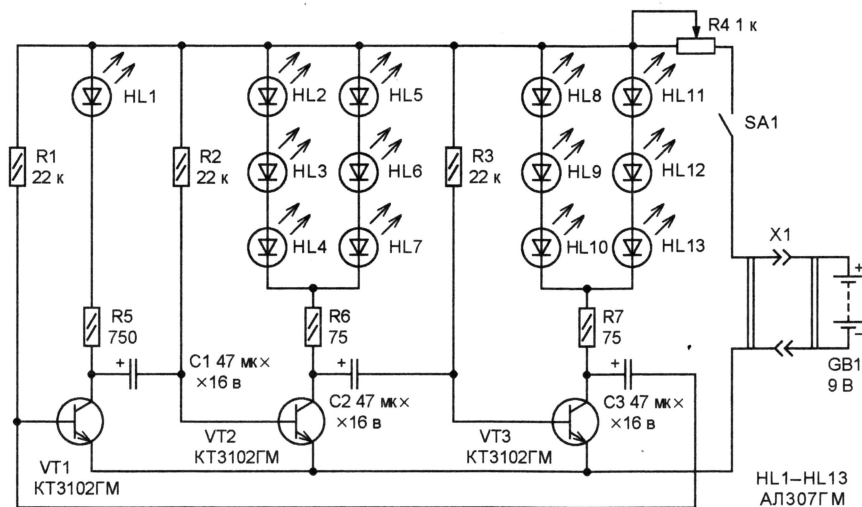 R4 1 к
HL1
HL2
HL5
HL8
HL11
SA1
R1
22 к
R2
22 к
HL3
HL6
R3
22 к
HL9
HL12
HL4
HL7
HL10
HL13
X1
R5
750
R6
75
R7
75
+
−
GB1
9 В
+
C1 47 мк×
×16 в
+
C2 47 мк×
×16 в
+
C3 47 мк×
×16 в
VT1
КТ3102ГМ
VT2
КТ3102ГМ
VT3
КТ3102ГМ
HL1–HL13
АЛ307ГМ